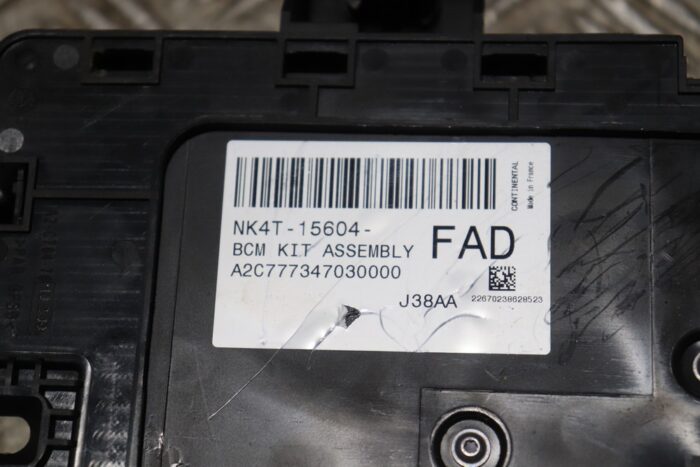 NK4T-15604-
BCM KIT ASSEMBLY
FAD
A2C777347030000
J38AA
22670238628523
CONTINENTAL
Made in France